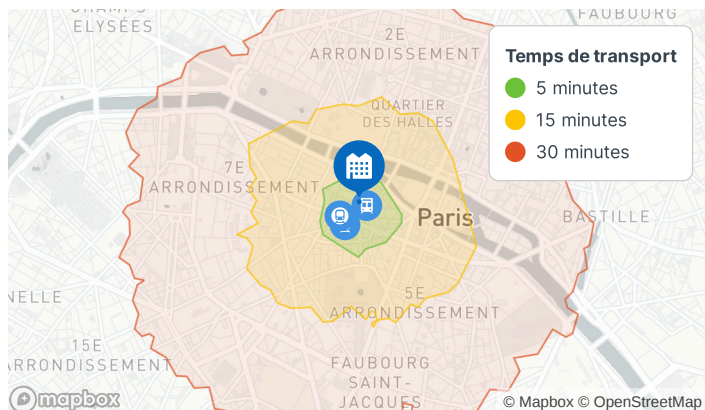 CHAMPS
ELYSÉES
FAUBOURG
2E
ARRONDISSEMENT
Temps de transport
5 minutes
15 minutes
30 minutes
QUARTIER
DES HALLES
7E
ARRONDISSEMENT
Paris
BASTILLE
NELLE
5E
ARRONDISSEMENT
15E
ARRONDISSEMENT
FAUBOURG
SAINT-
JACQUES
mapbox
© Mapbox © OpenStreetMap